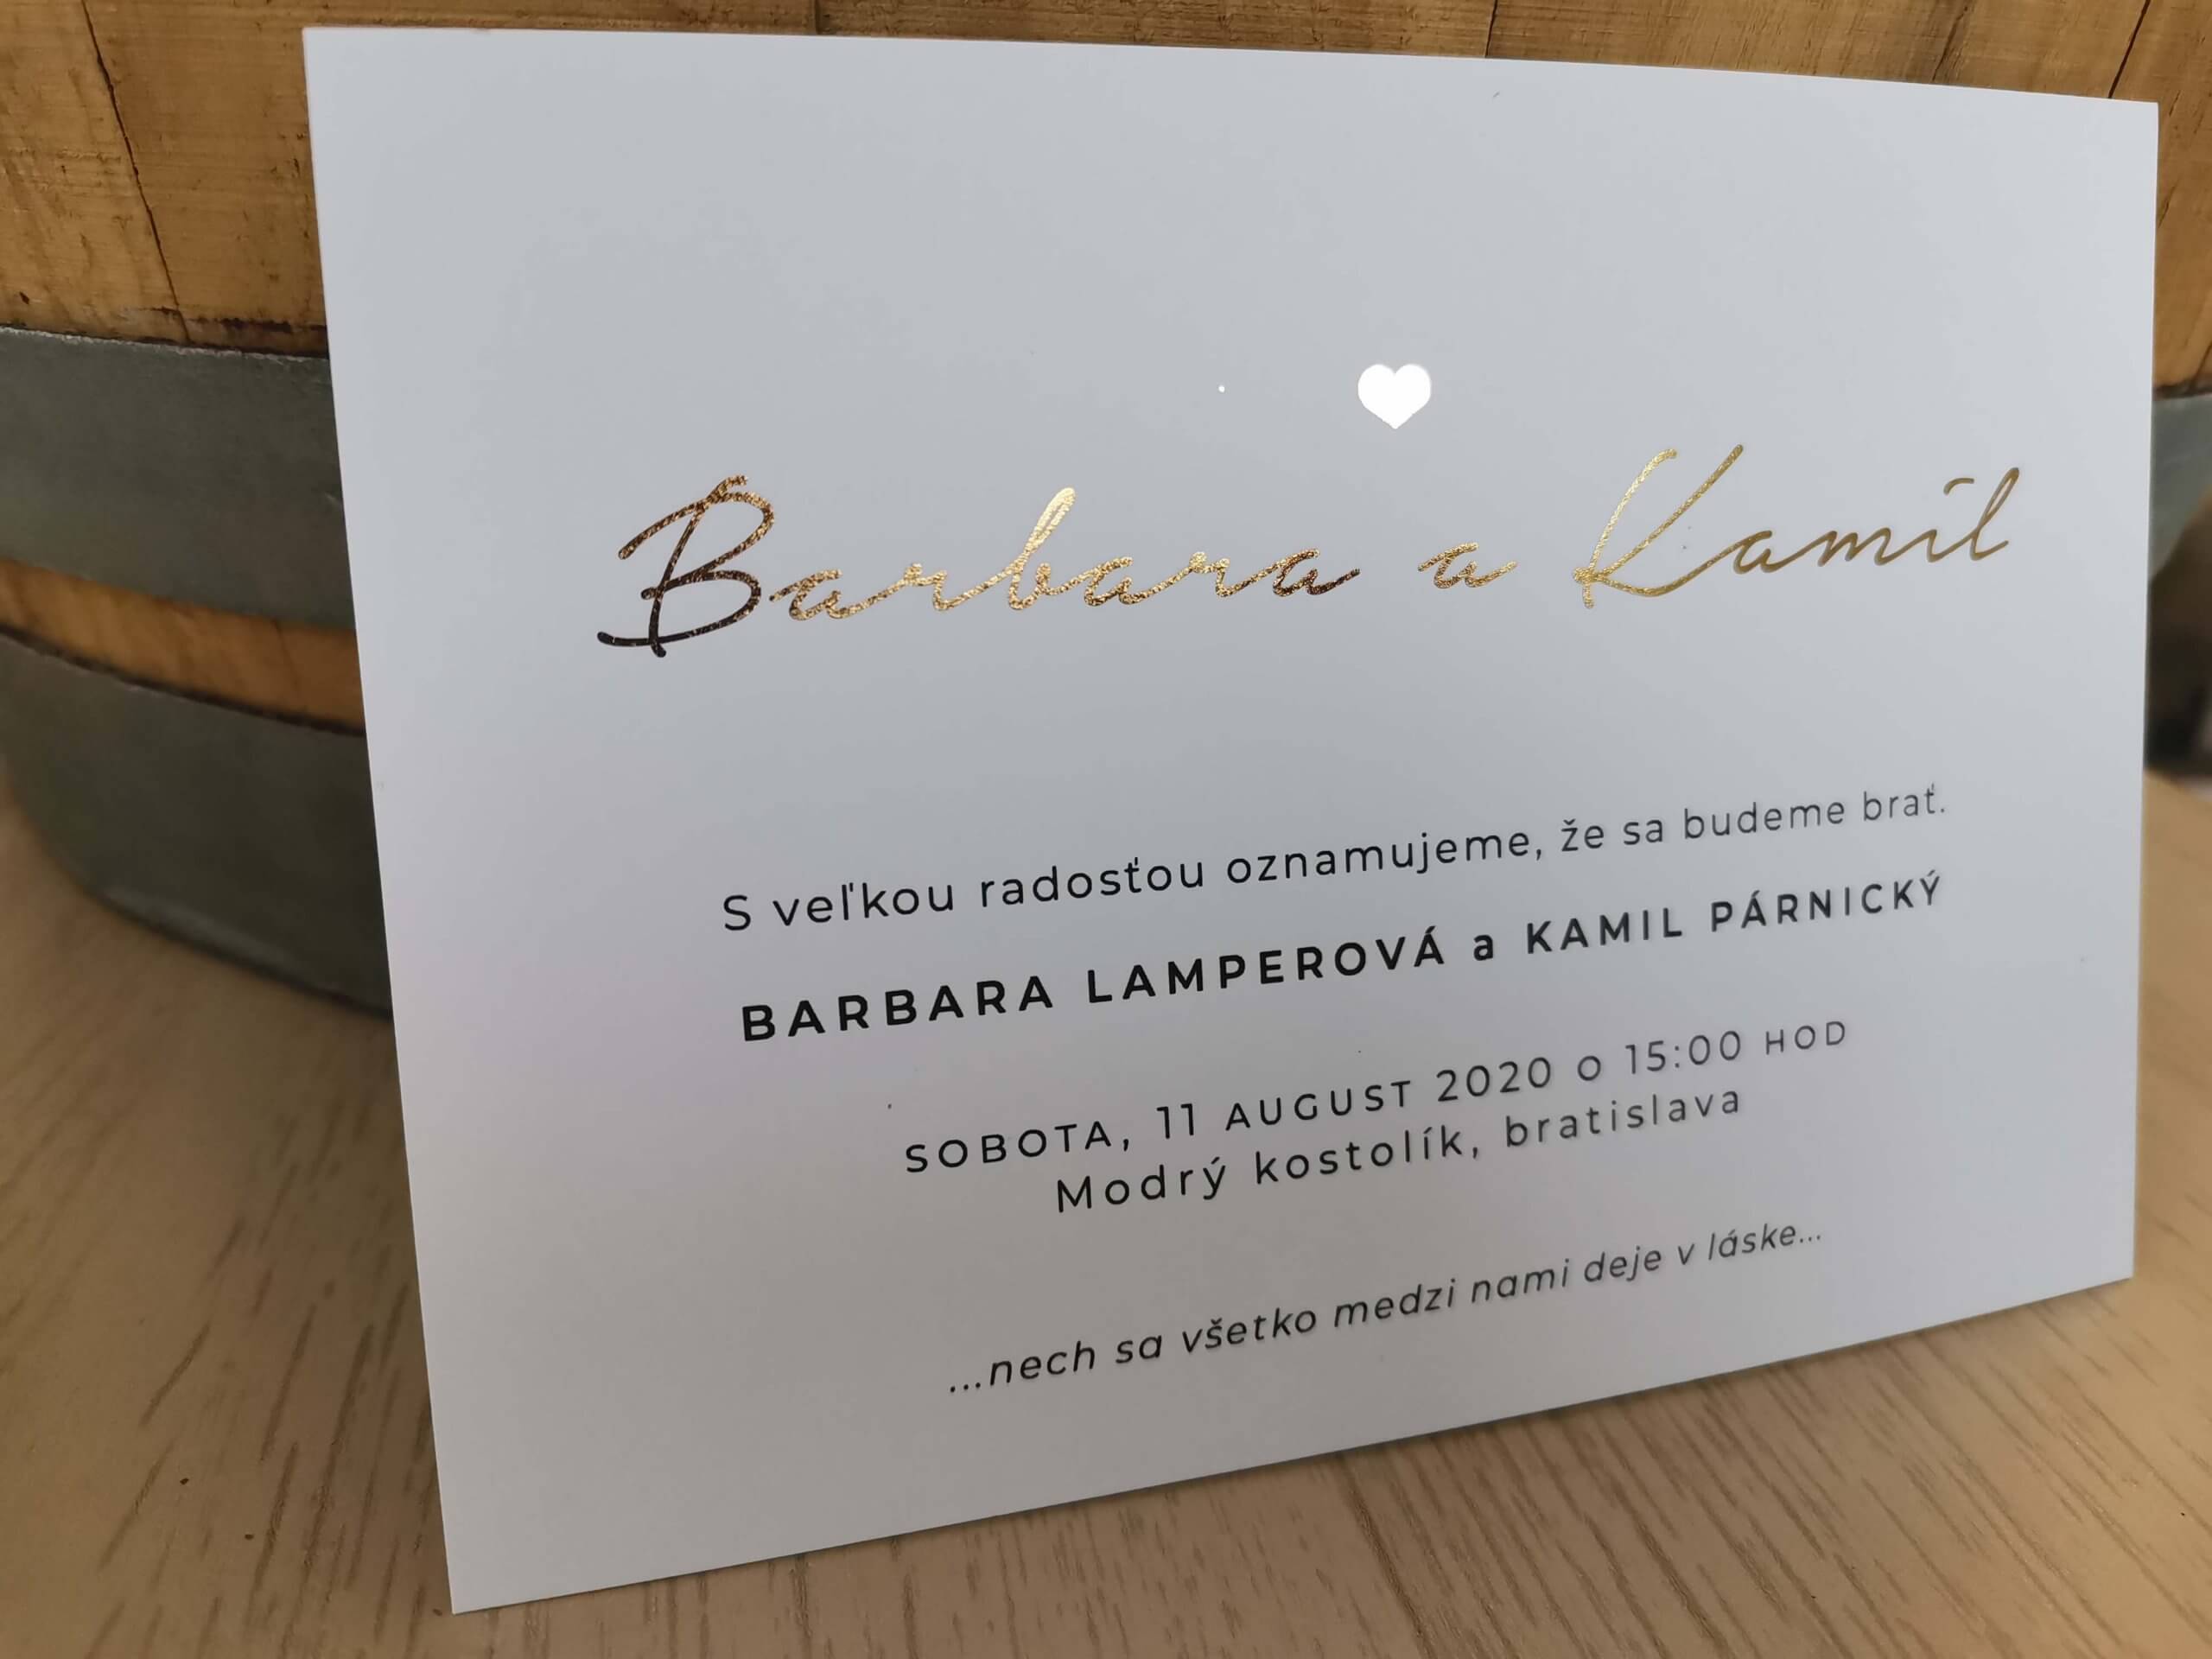 Barbara a Kamil
S veľkou radosťou oznamujeme, že sa budeme brať.
BARBARA LAMPEROVÁ a KAMIL PÁRNICKÝ
SOBOTA, 11 AUGUST 2020 o 15:00 HOD
Modrý kostolík, bratislava
...nech sa všetko medzi nami deje v láske...